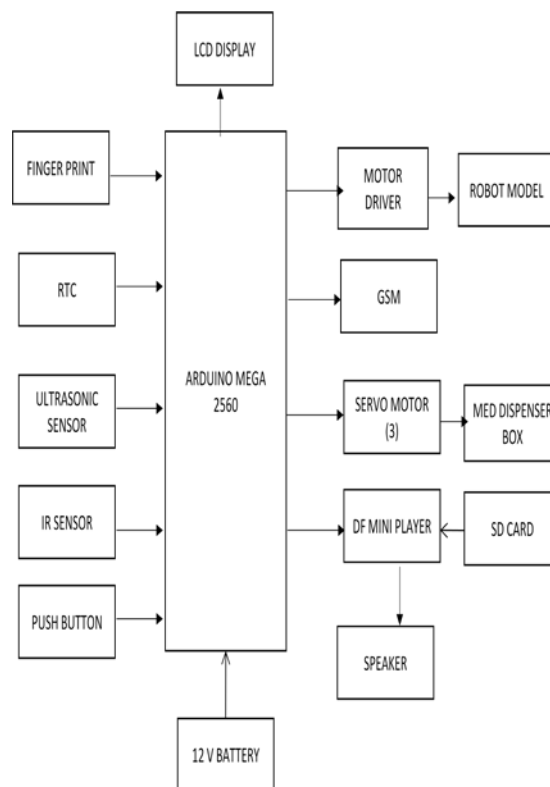 LCD DISPLAY
FINGER PRINT
RTC
ULTRASONIC
SENSOR
IR SENSOR
PUSH BUTTON
ARDUINO MEGA
2560
12 V BATTERY
MOTOR
DRIVER
ROBOT MODEL
GSM
SERVO MOTOR
(3)
MED DISPENSER
BOX
DF MINI PLAYER
SD CARD
SPEAKER